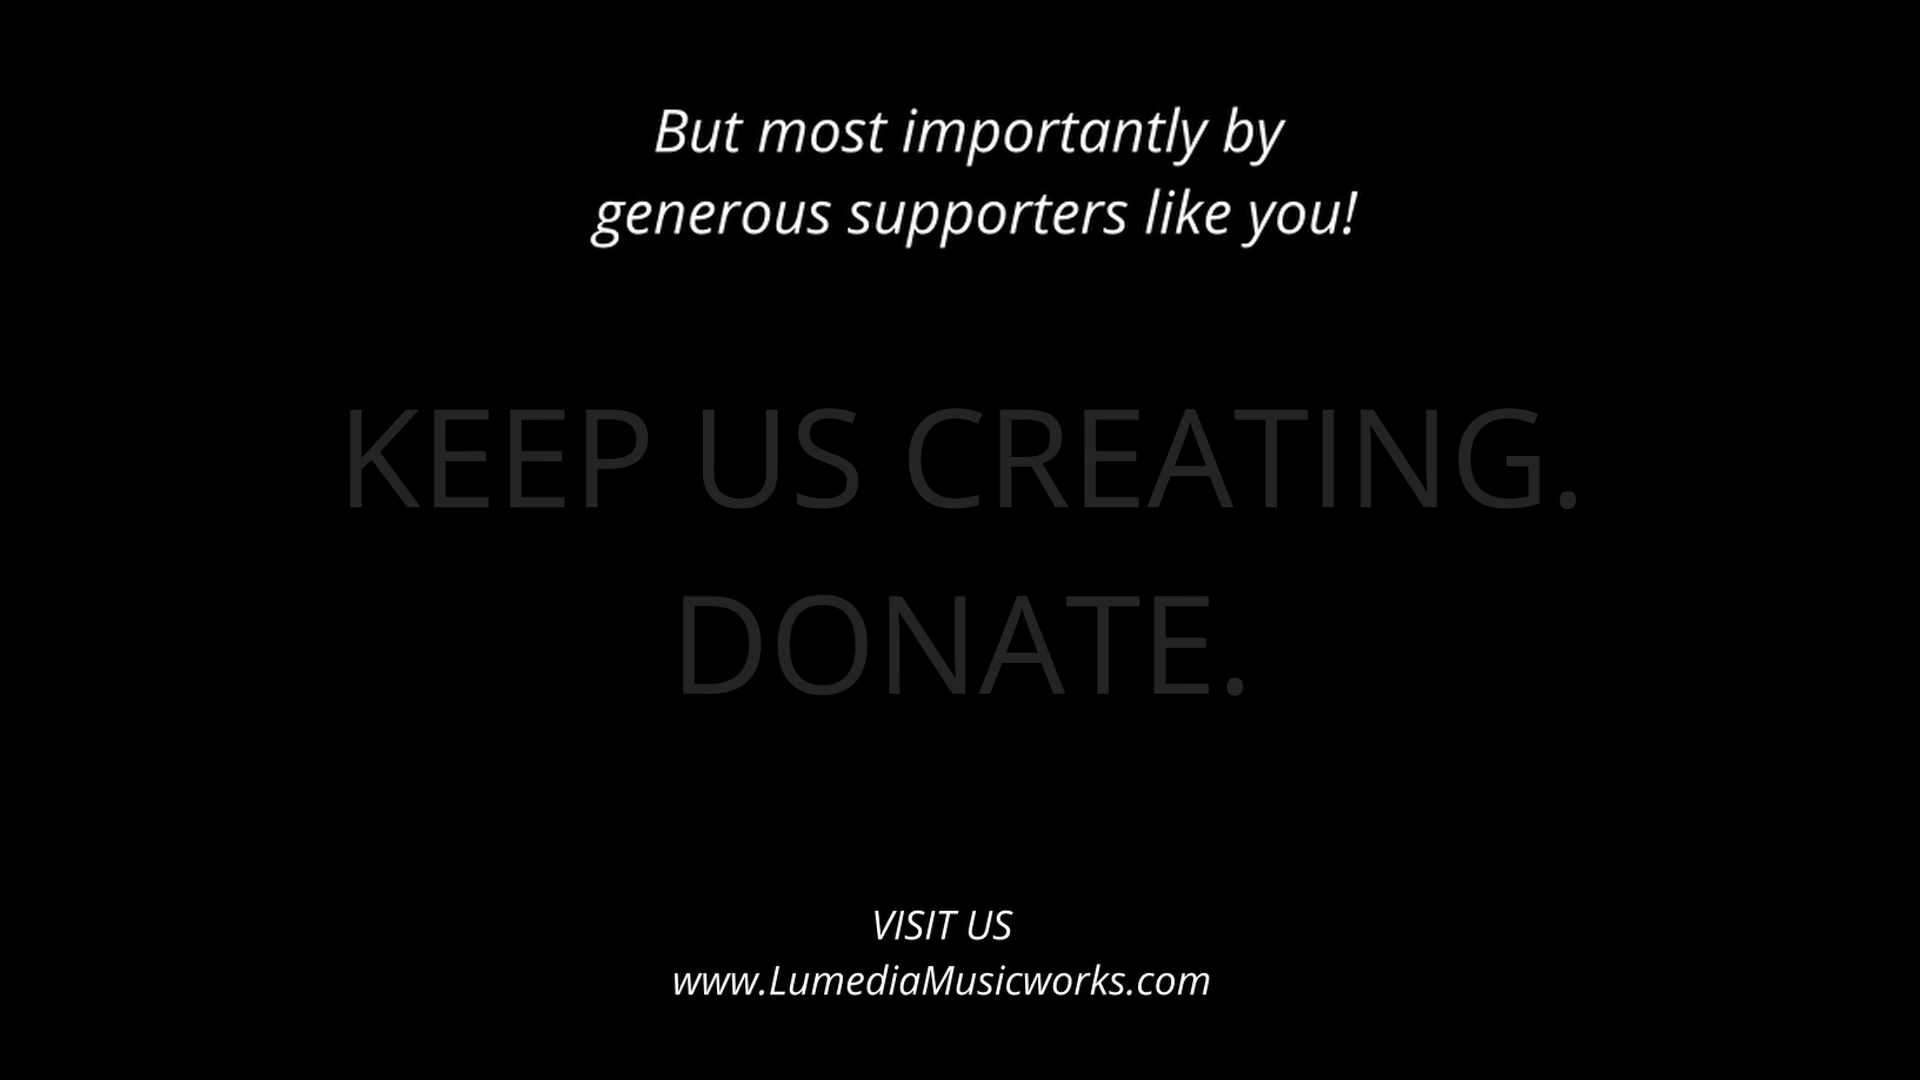 But most importantly by
generous supporters like you!
KEEP US CREATING.
DONATE.
VISIT US
www.LumediaMusicworks.com